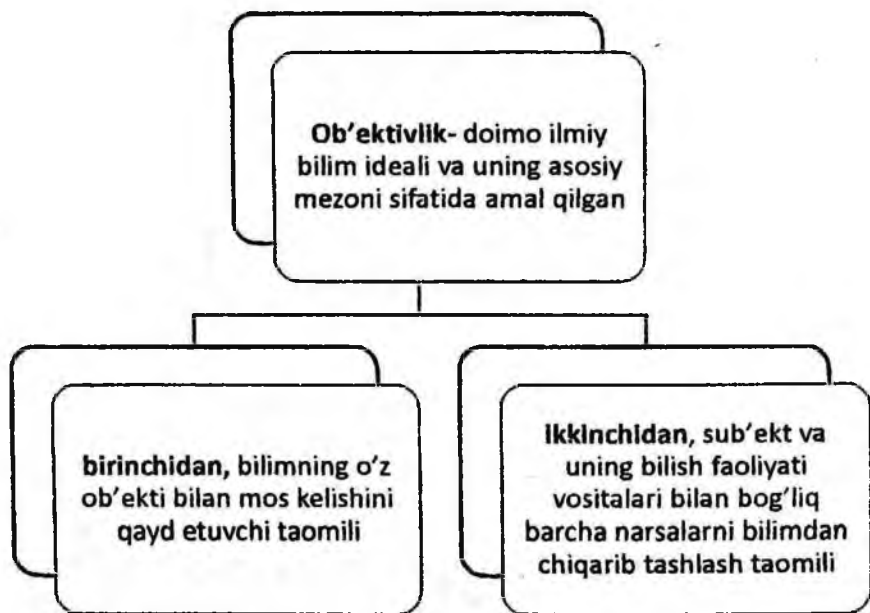 Ob'ektivlik- doimo ilmiy
bilim ideali va uning asosiy
mezoni sifatida amal qilgan
birinchidan, bilimning o'z
ob'ekti bilan mos kelishini
qayd etuvchi taomili
Ikkinchidan, sub'ekt va
uning bilish faoliyati
vositalari bilan bog'liq
barcha narsalarni bilimdan
chiqarib tashlash taomili